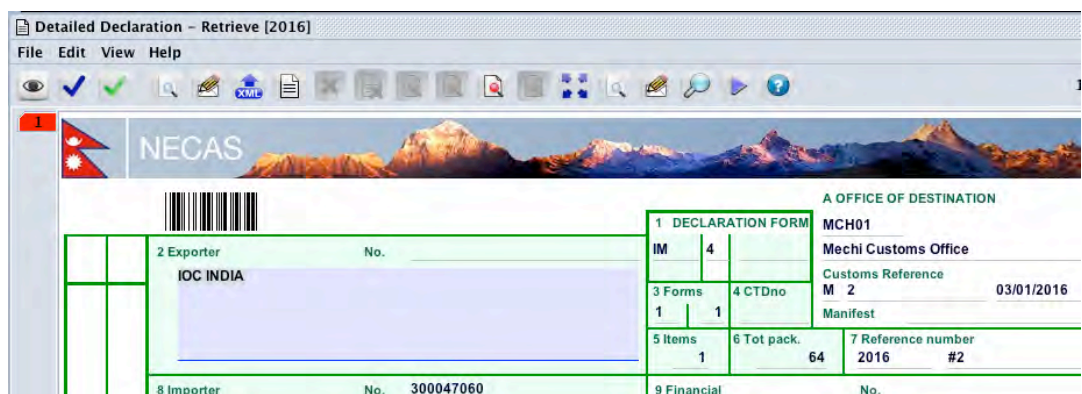 Detailed Declaration – Retrieve [2016]
File Edit View Help
XML
1
1
NECAS
A OFFICE OF DESTINATION
1 DECLARATION FORM
MCH01
2 Exporter No.
IM 4
Mechi Customs Office
IOC INDIA
Customs Reference
3 Forms 4 CTDno
M 2 03/01/2016
1 1
Manifest
5 Items 6 Tot pack. 7 Reference number
1 64 2016 #2
8 Importer No. 300047060 9 Financial No.